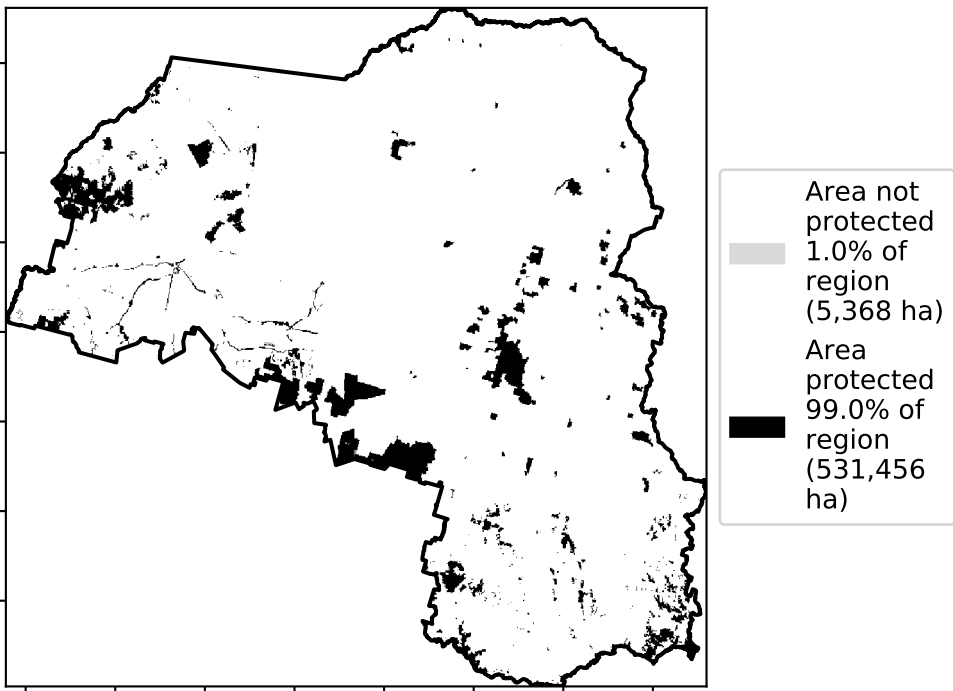 Area not
protected
1.0% of
region
(5,368 ha)
Area
protected
99.0% of
region
(531,456
ha)